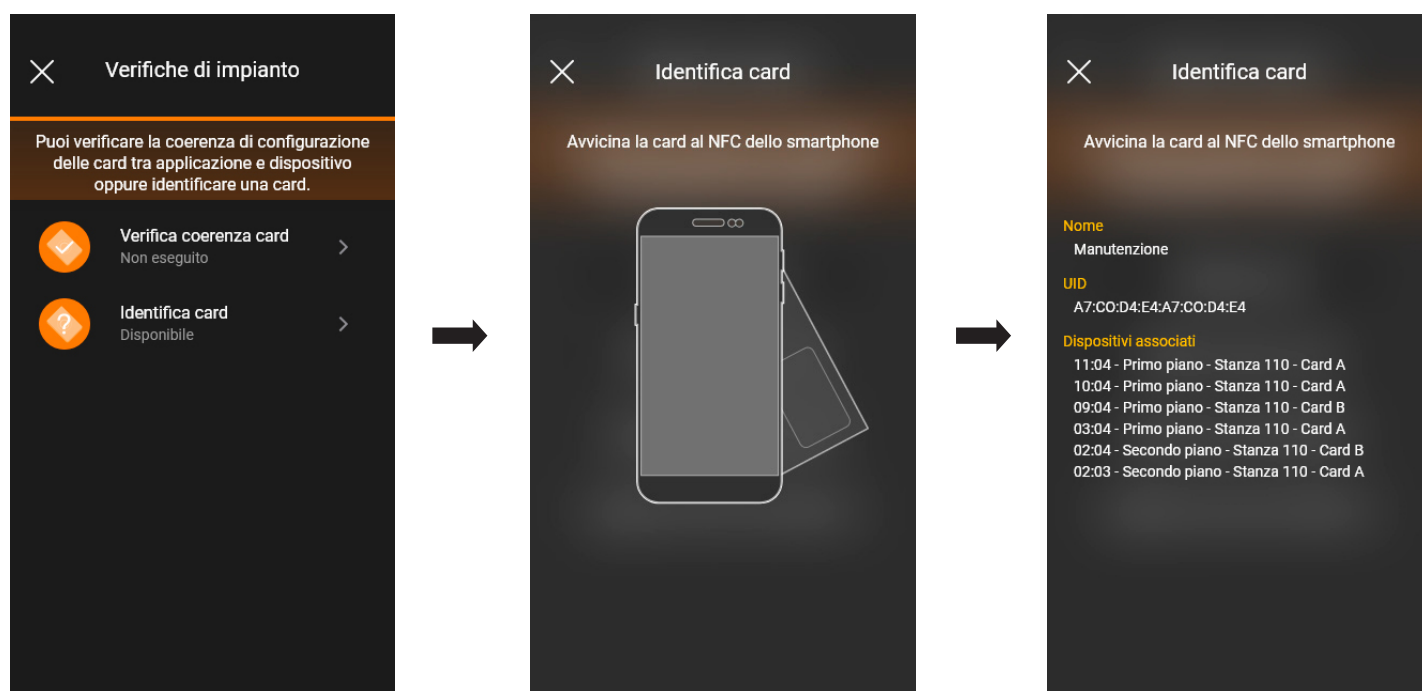 Verifiche di impianto
Puoi verificare la coerenza di configurazione
delle card tra applicazione e dispositivo
oppure identificare una card.
Verifica coerenza card
Non eseguito
Identifica card
Disponibile
Identifica card
Avvicina la card al NFC dello smartphone
Identifica card
Avvicina la card al NFC dello smartphone
Nome
Manutenzione
UID
A7:CO:D4:E4:A7:CO:D4:E4
Dispositivi associati
11:04 - Primo piano - Stanza 110 - Card A
10:04 - Primo piano - Stanza 110 - Card A
09:04 - Primo piano - Stanza 110 - Card B
03:04 - Primo piano - Stanza 110 - Card A
02:04 - Secondo piano - Stanza 110 - Card B
02:03 - Secondo piano - Stanza 110 - Card A